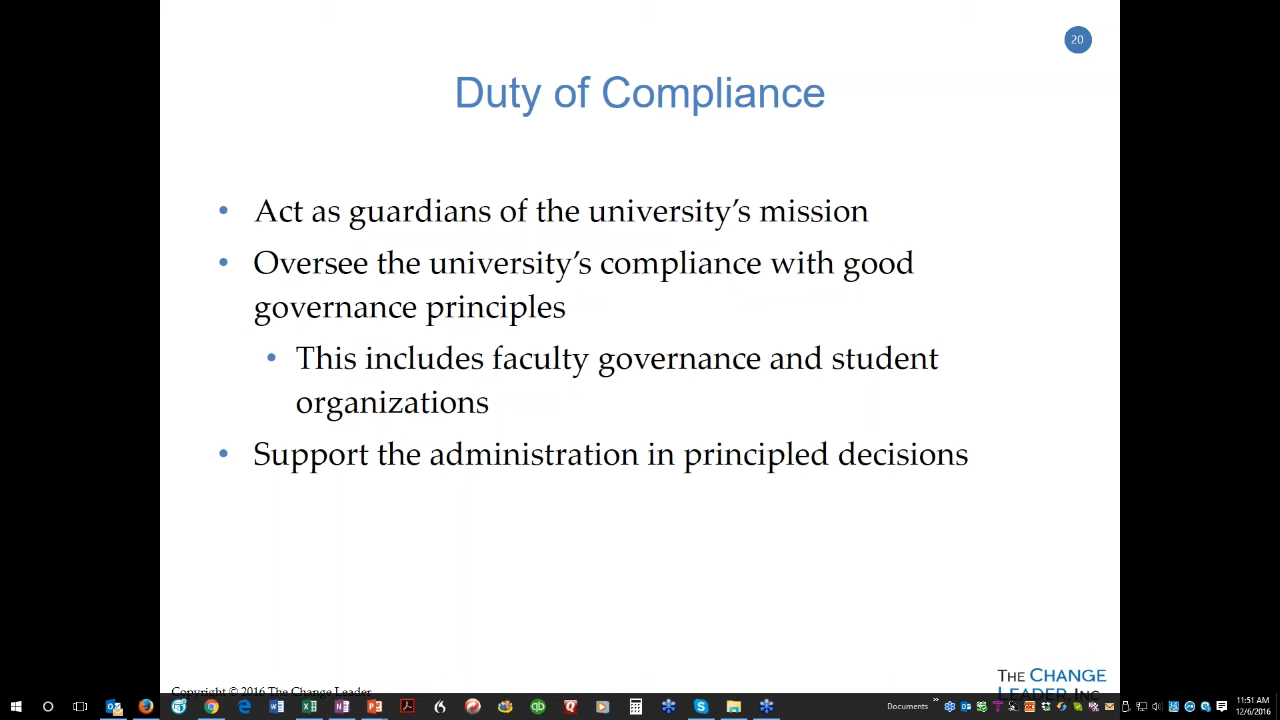 20
Duty of Compliance
• Act as guardians of the university’s mission
• Oversee the university’s compliance with good
governance principles
• This includes faculty governance and student
organizations
• Support the administration in principled decisions
THE CHANGE
LEADER, INC
Copyright © 2016 The Change Leader
Documents
11:51 AM
12/6/2016